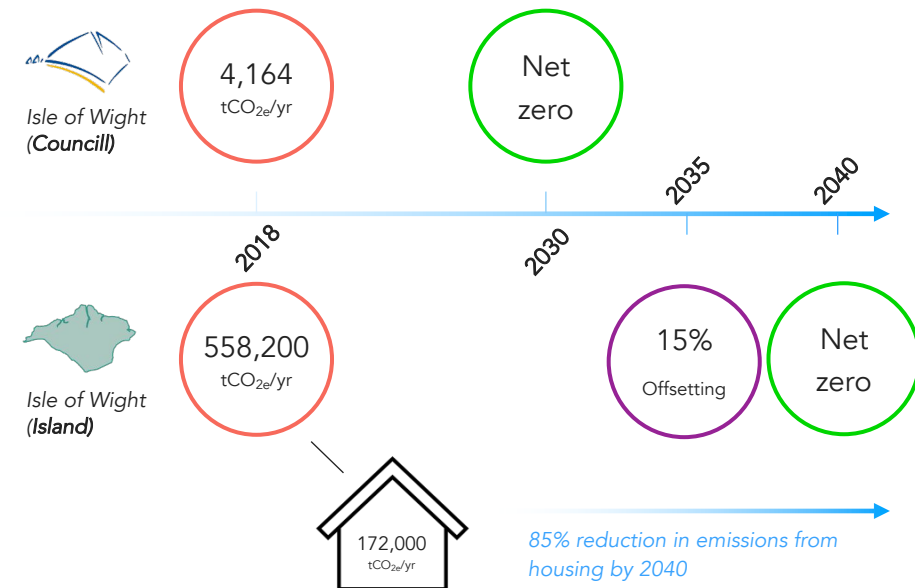 4,164
tCO2e/yr
Net
zero
Isle of Wight
(Councill)
2018
2030
2035
2040
558,200
tCO2e/yr
15%
Offsetting
Net
zero
Isle of Wight
(Island)
172,000
tCO2e/yr
85% reduction in emissions from
housing by 2040